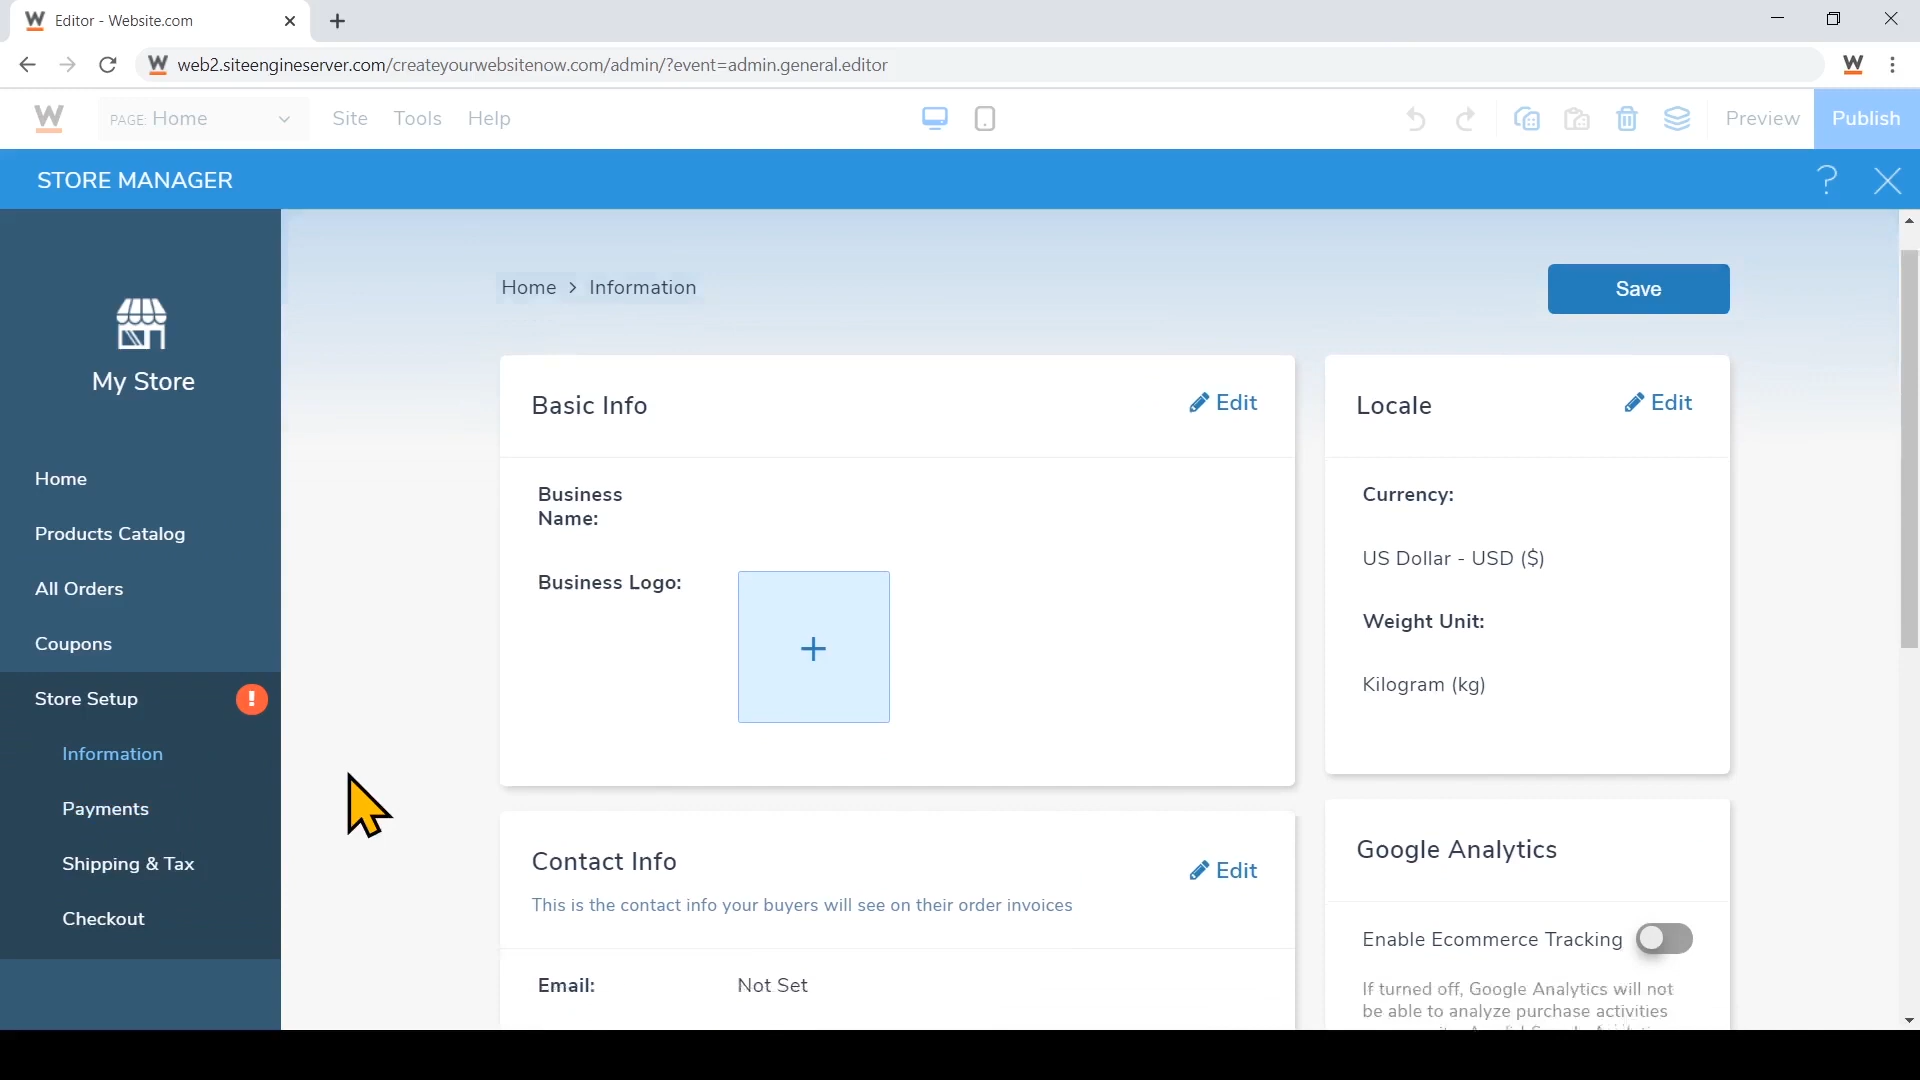 Editor - Website.com
web2.siteengineserver.com/createyourwebsitenow.com/admin/?event=admin.general.editor
PAGE: Home
Site
Tools
Help
Preview
Publish
STORE MANAGER
My Store
Home
Products Catalog
All Orders
Coupons
Store Setup
Information
Payments
Shipping & Tax
Checkout
Home > Information
Save
Basic Info
Edit
Business
Name:
Business Logo:
Locale
Edit
Currency:
US Dollar - USD ($)
Weight Unit:
Kilogram (kg)
Contact Info
Edit
This is the contact info your buyers will see on their order invoices
Email:
Not Set
Google Analytics
Enable Ecommerce Tracking
If turned off, Google Analytics will not
be able to analyze purchase activities